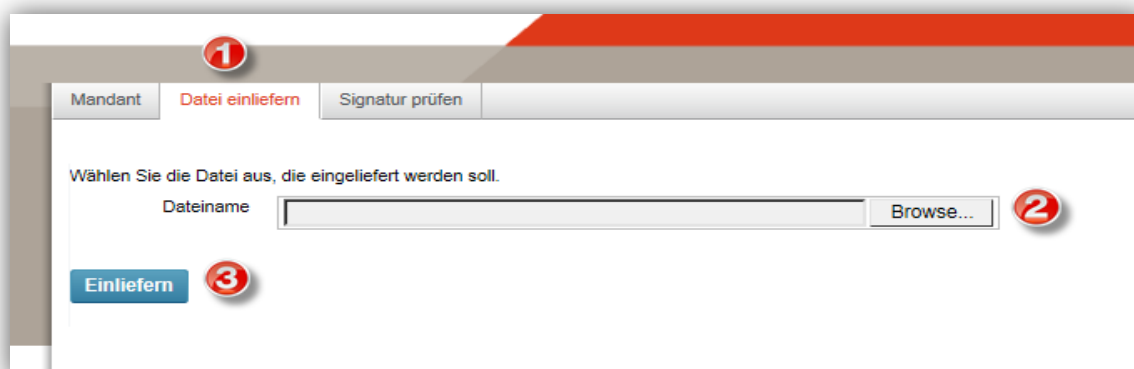 1
Mandant Datei einliefern Signatur prüfen
Wählen Sie die Datei aus, die eingeliefert werden soll.
Dateiname Browse... 2
Einliefern 3